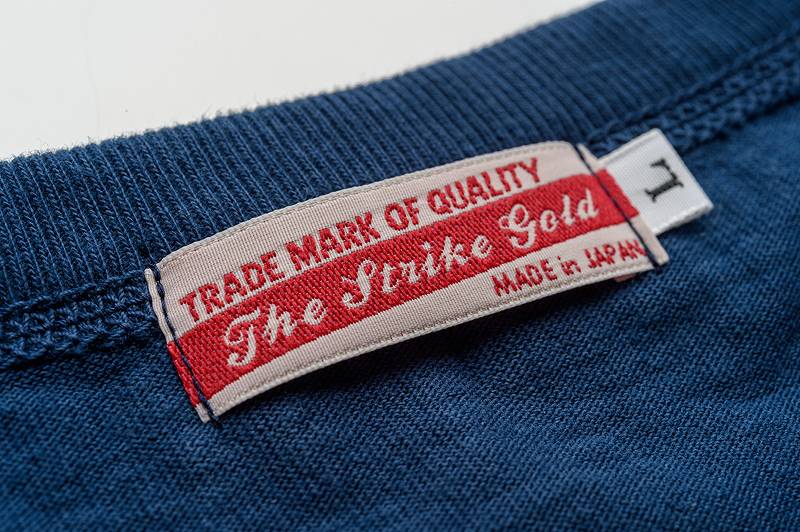 TRADE MARK OF QUALITY
The Strike Gold
MADE in JAPAN
L